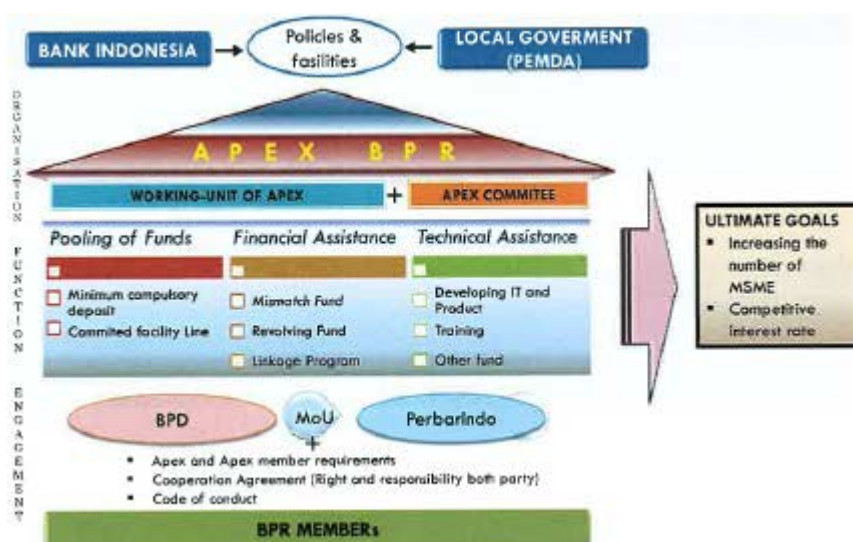 BANK INDONESIA
Policies &
fasilities
LOCAL GOVERMENT
(PEMDA)
ORGANISATION
APEX BPR
WORKING-UNIT OF APEX
+
APEX COMMITEE
FUNCTION
Pooling of Funds
Minimum compulsory
deposit
Commited facility Line
Financial Assistance
Mismatch Fund
Revolving Fund
Linkage Program
Technical Assistance
Developing IT and
Product
Training
Other fund
ULTIMATE GOALS
Increasing the
number of
MSME
Competitive
interest rate
ENGAGEMENT
BPD
MoU
Perbarindo
+
Apex and Apex member requirements
Cooperation Agreement (Right and responsibility both party)
Code of conduct
BPR MEMBERs